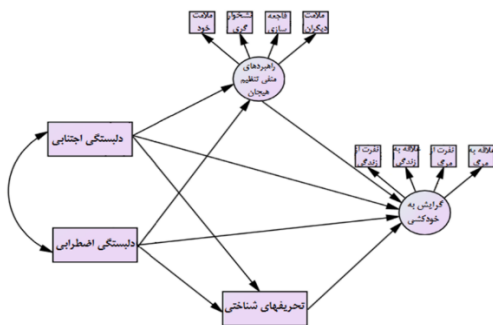 ملامت خود
نشخوار گری
فاجعه سازی
ملامت دیگران
راهبردهای
منفی تنظیم
هیجان
دلبستگی اجتنابی
نفرت از زندگی
علاقه به زندگی
نفرت از مرگ
علاقه به مرگ
گرایش به
خودکشی
دلبستگی اضطرابی
تحریفهای شناختی